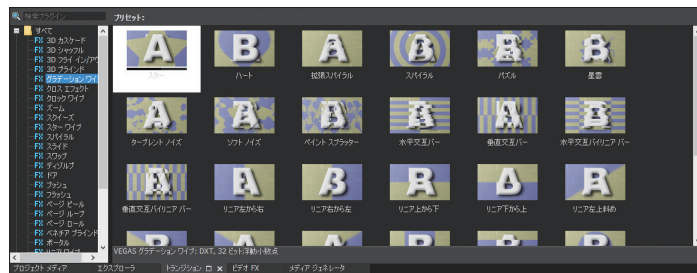 検索プラグイン
プリセット:
すべて
FX 3D カスケード
FX 3D シャッフル
FX 3D フライ イン/アウ
FX 3D ブラインド
FX グラデーション ワイ
FX クロス エフェクト
FX クロック ワイプ
FX ズーム
FX スクイーズ
FX スター ワイプ
FX スパイラル
FX スライド
FX スワップ
FX ディゾルブ
FX ドア
FX プッシュ
FX フラッシュ
FX ページ ピール
FX ページ ループ
FX ページ ロール
FX ベネチア ブラインド
FX ポータル
FX リニア ワイプ
スター
ハート
拡張スパイラル
スパイラル
パズル
星雲
タービュレント ノイズ
ソフト ノイズ
ペイント スプラッター
水平交互バー
垂直交互バー
水平交互バイリニア バー
垂直交互バイリニア バー
リニア左から右
リニア右から左
リニア上から下
リニア下から上
リニア左上斜め
VEGAS グラデーション ワイプ: DXT, 32 ビット浮動小数点
プロジェクト メディア
エクスプローラ
トランジション
ビデオ FX
メディア ジェネレータ